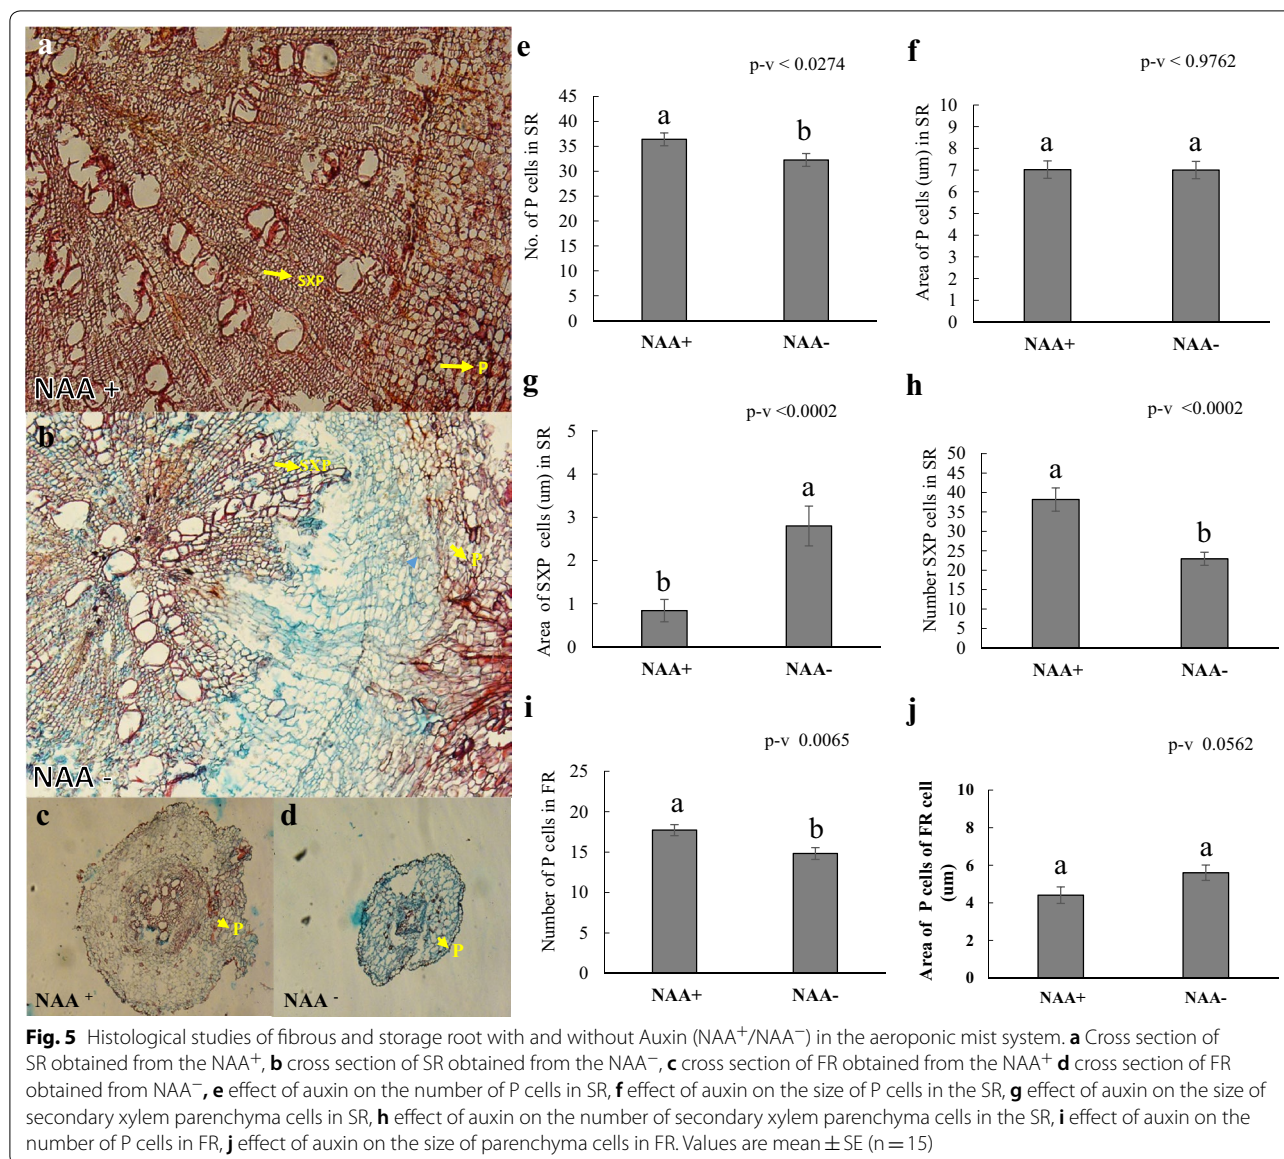 a
SXP
P
NAA +
b
SXP
P
NAA -
c
P
NAA +
d
P
NAA -
e
p-v < 0.0274
No. of P cells in SR
45
40
35
30
25
20
15
10
5
0
a
b
NAA+ NAA-
f
p-v < 0.9762
Area of P cells (um) in SR
10
9
8
7
6
5
4
3
2
1
0
a
a
NAA+ NAA-
g
p-v <0.0002
Area of SXP cells (um) in SR
5
4
3
2
1
0
b
a
NAA+ NAA-
h
p-v <0.0002
Number SXP cells in SR
50
45
40
35
30
25
20
15
10
5
0
a
b
NAA+ NAA-
i
p-v 0.0065
Number of P cells in FR
25
20
15
10
5
0
a
b
NAA+ NAA-
j
p-v 0.0562
Area of P cells of FR cell
(um)
10
8
6
4
2
0
a
a
NAA+ NAA-
Fig. 5 Histological studies of fibrous and storage root with and without Auxin (NAA⁺/NAA⁻) in the aeroponic mist system. a Cross section of
SR obtained from the NAA⁺, b cross section of SR obtained from the NAA⁻, c cross section of FR obtained from the NAA⁺ d cross section of FR
obtained from NAA⁻, e effect of auxin on the number of P cells in SR, f effect of auxin on the size of P cells in the SR, g effect of auxin on the size of
secondary xylem parenchyma cells in SR, h effect of auxin on the number of secondary xylem parenchyma cells in the SR, i effect of auxin on the
number of P cells in FR, j effect of auxin on the size of parenchyma cells in FR. Values are mean ± SE (n = 15)